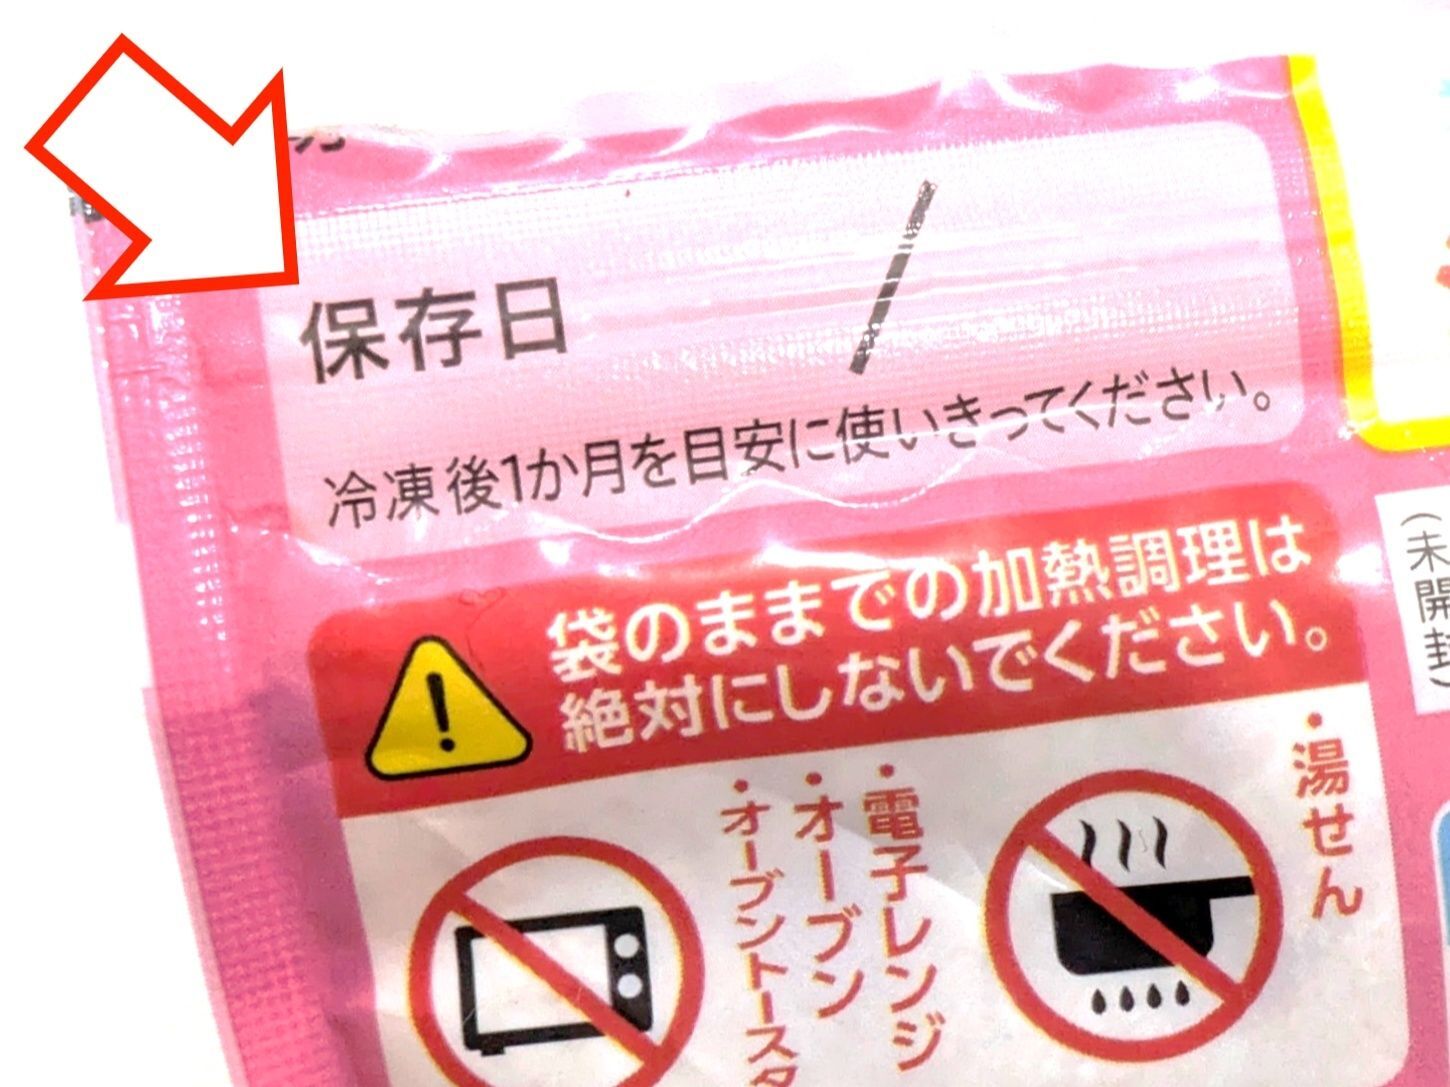 保存日 /
冷凍後1か月を目安に使いきってください。
袋のままでの加熱調理は
絶対にしないでください。
・電子レンジ
・オーブン
・オーブントースタ
・湯せん
(未開封)